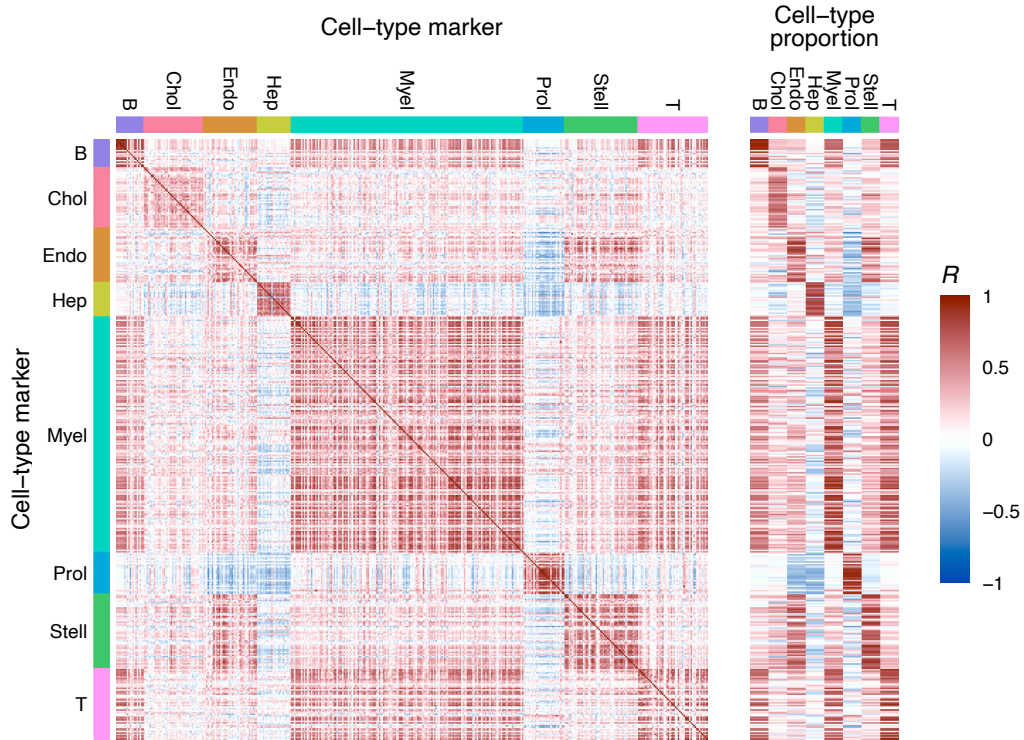 Cell−type marker
Cell−type
proportion
B
Chol
Endo
Hep
Myel
Prol
Stell
T
B
Chol
Endo
Hep
Myel
Prol
Stell
T
Cell−type marker
B
Chol
Endo
Hep
Myel
Prol
Stell
T
R
1
0.5
0
−0.5
−1